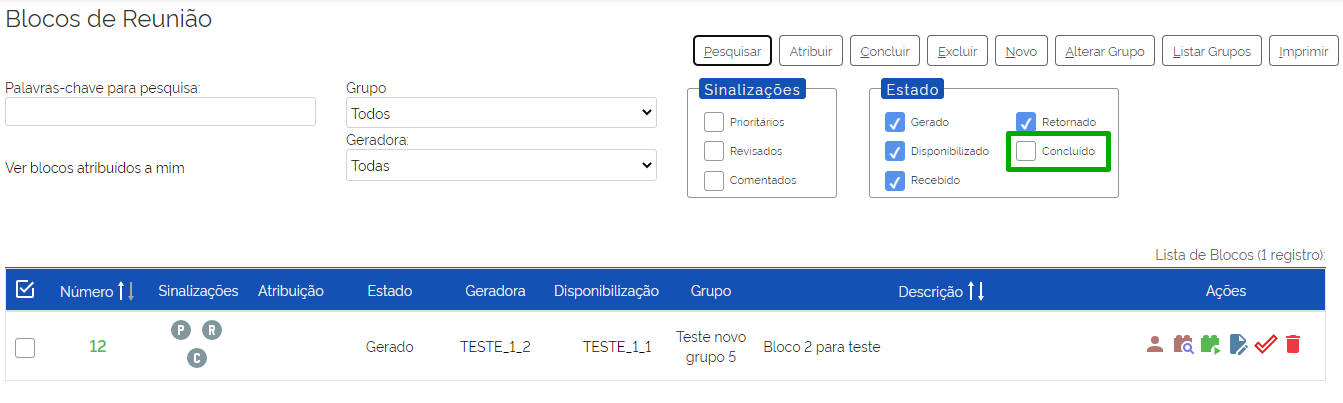 Blocos de Reunião
Pesquisar Atribuir Concluir Excluir Novo Alterar Grupo Listar Grupos Imprimir
Palavras-chave para pesquisa:
Grupo
Todos
Geradora:
Todas
Ver blocos atribuídos a mim
Sinalizações
Prioritários
Revisados
Comentados
Estado
Gerado
Retornado
Disponibilizado
Concluído
Recebido
Lista de Blocos (1 registro):
Número Sinalizações Atribuição Estado Geradora Disponibilização Grupo Descrição Ações
P R
C
12 Gerado TESTE_1_2 TESTE_1_1
Teste novo
grupo 5
Bloco 2 para teste